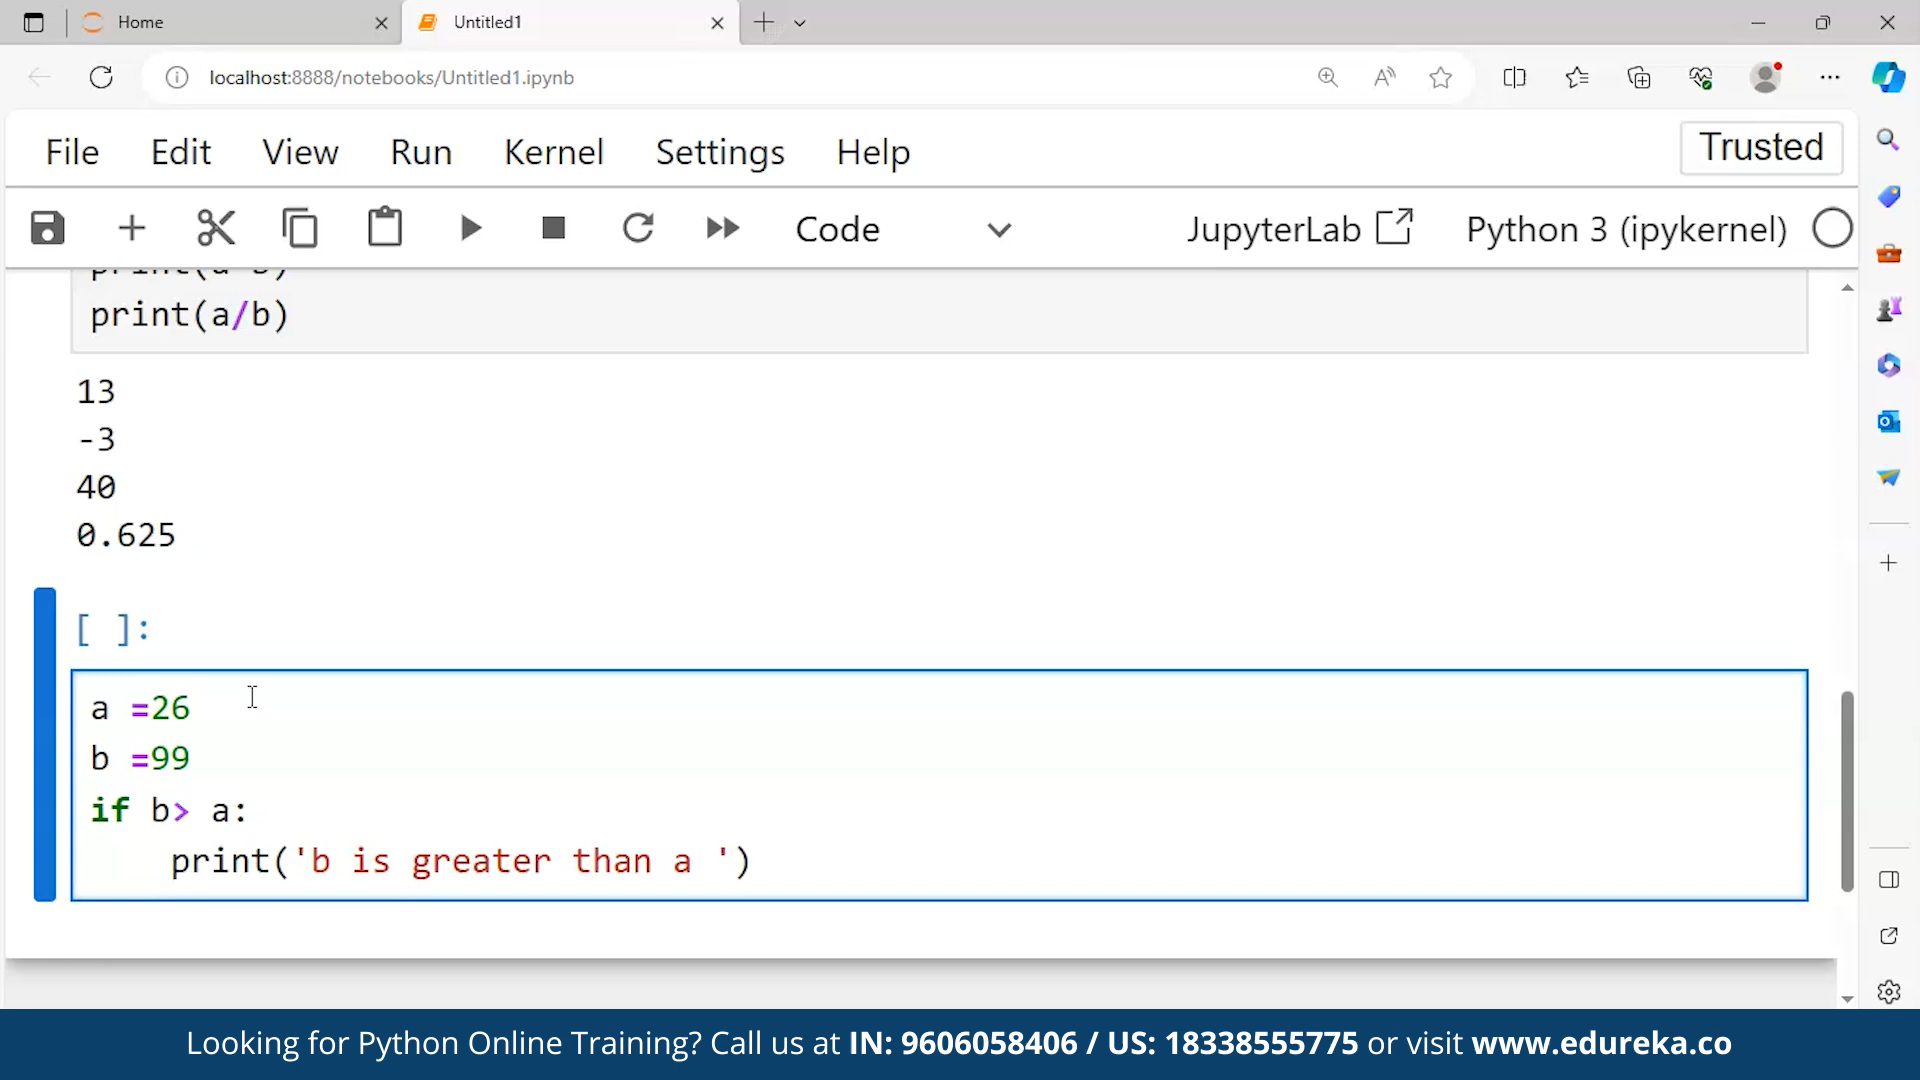 Home
Untitled1
localhost:8888/notebooks/Untitled1.ipynb
File Edit View Run Kernel Settings Help
Trusted
Code
JupyterLab
Python 3 (ipykernel)
print(a/b)
13
-3
40
0.625
[ ]:
a =26
b =99
if b> a:
    print('b is greater than a ')
Looking for Python Online Training? Call us at IN: 9606058406 / US: 18338555775 or visit www.edureka.co